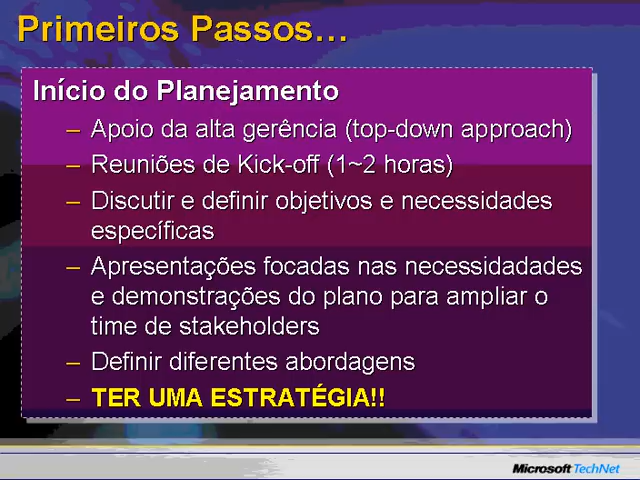 Primeiros Passos...
Início do Planejamento
– Apoio da alta gerência (top-down approach)
– Reuniões de Kick-off (1~2 horas)
– Discutir e definir objetivos e necessidades
específicas
– Apresentações focadas nas necessidadades
e demonstrações do plano para ampliar o
time de stakeholders
– Definir diferentes abordagens
– TER UMA ESTRATÉGIA!!
Microsoft TechNet